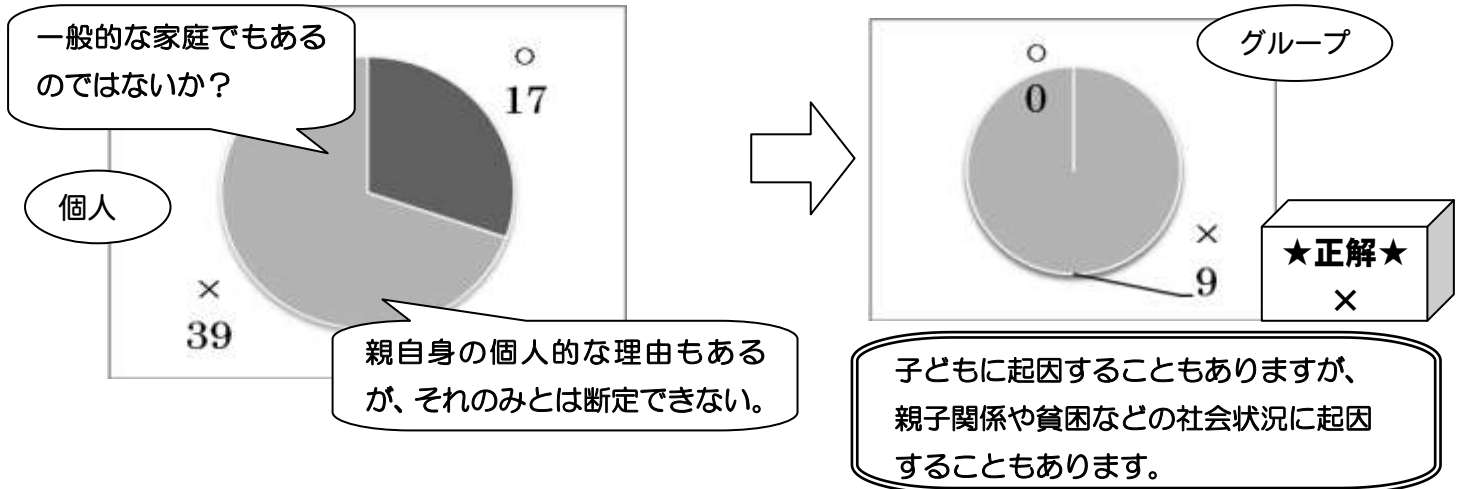 一般的な家庭でもある
のではないか？
○
17
個人
×
39
親自身の個人的な理由もある
が、それのみとは断定できない。
グループ
○
0
×
9
★正解★
×
子どもに起因することもありますが、
親子関係や貧困などの社会状況に起因
することもあります。